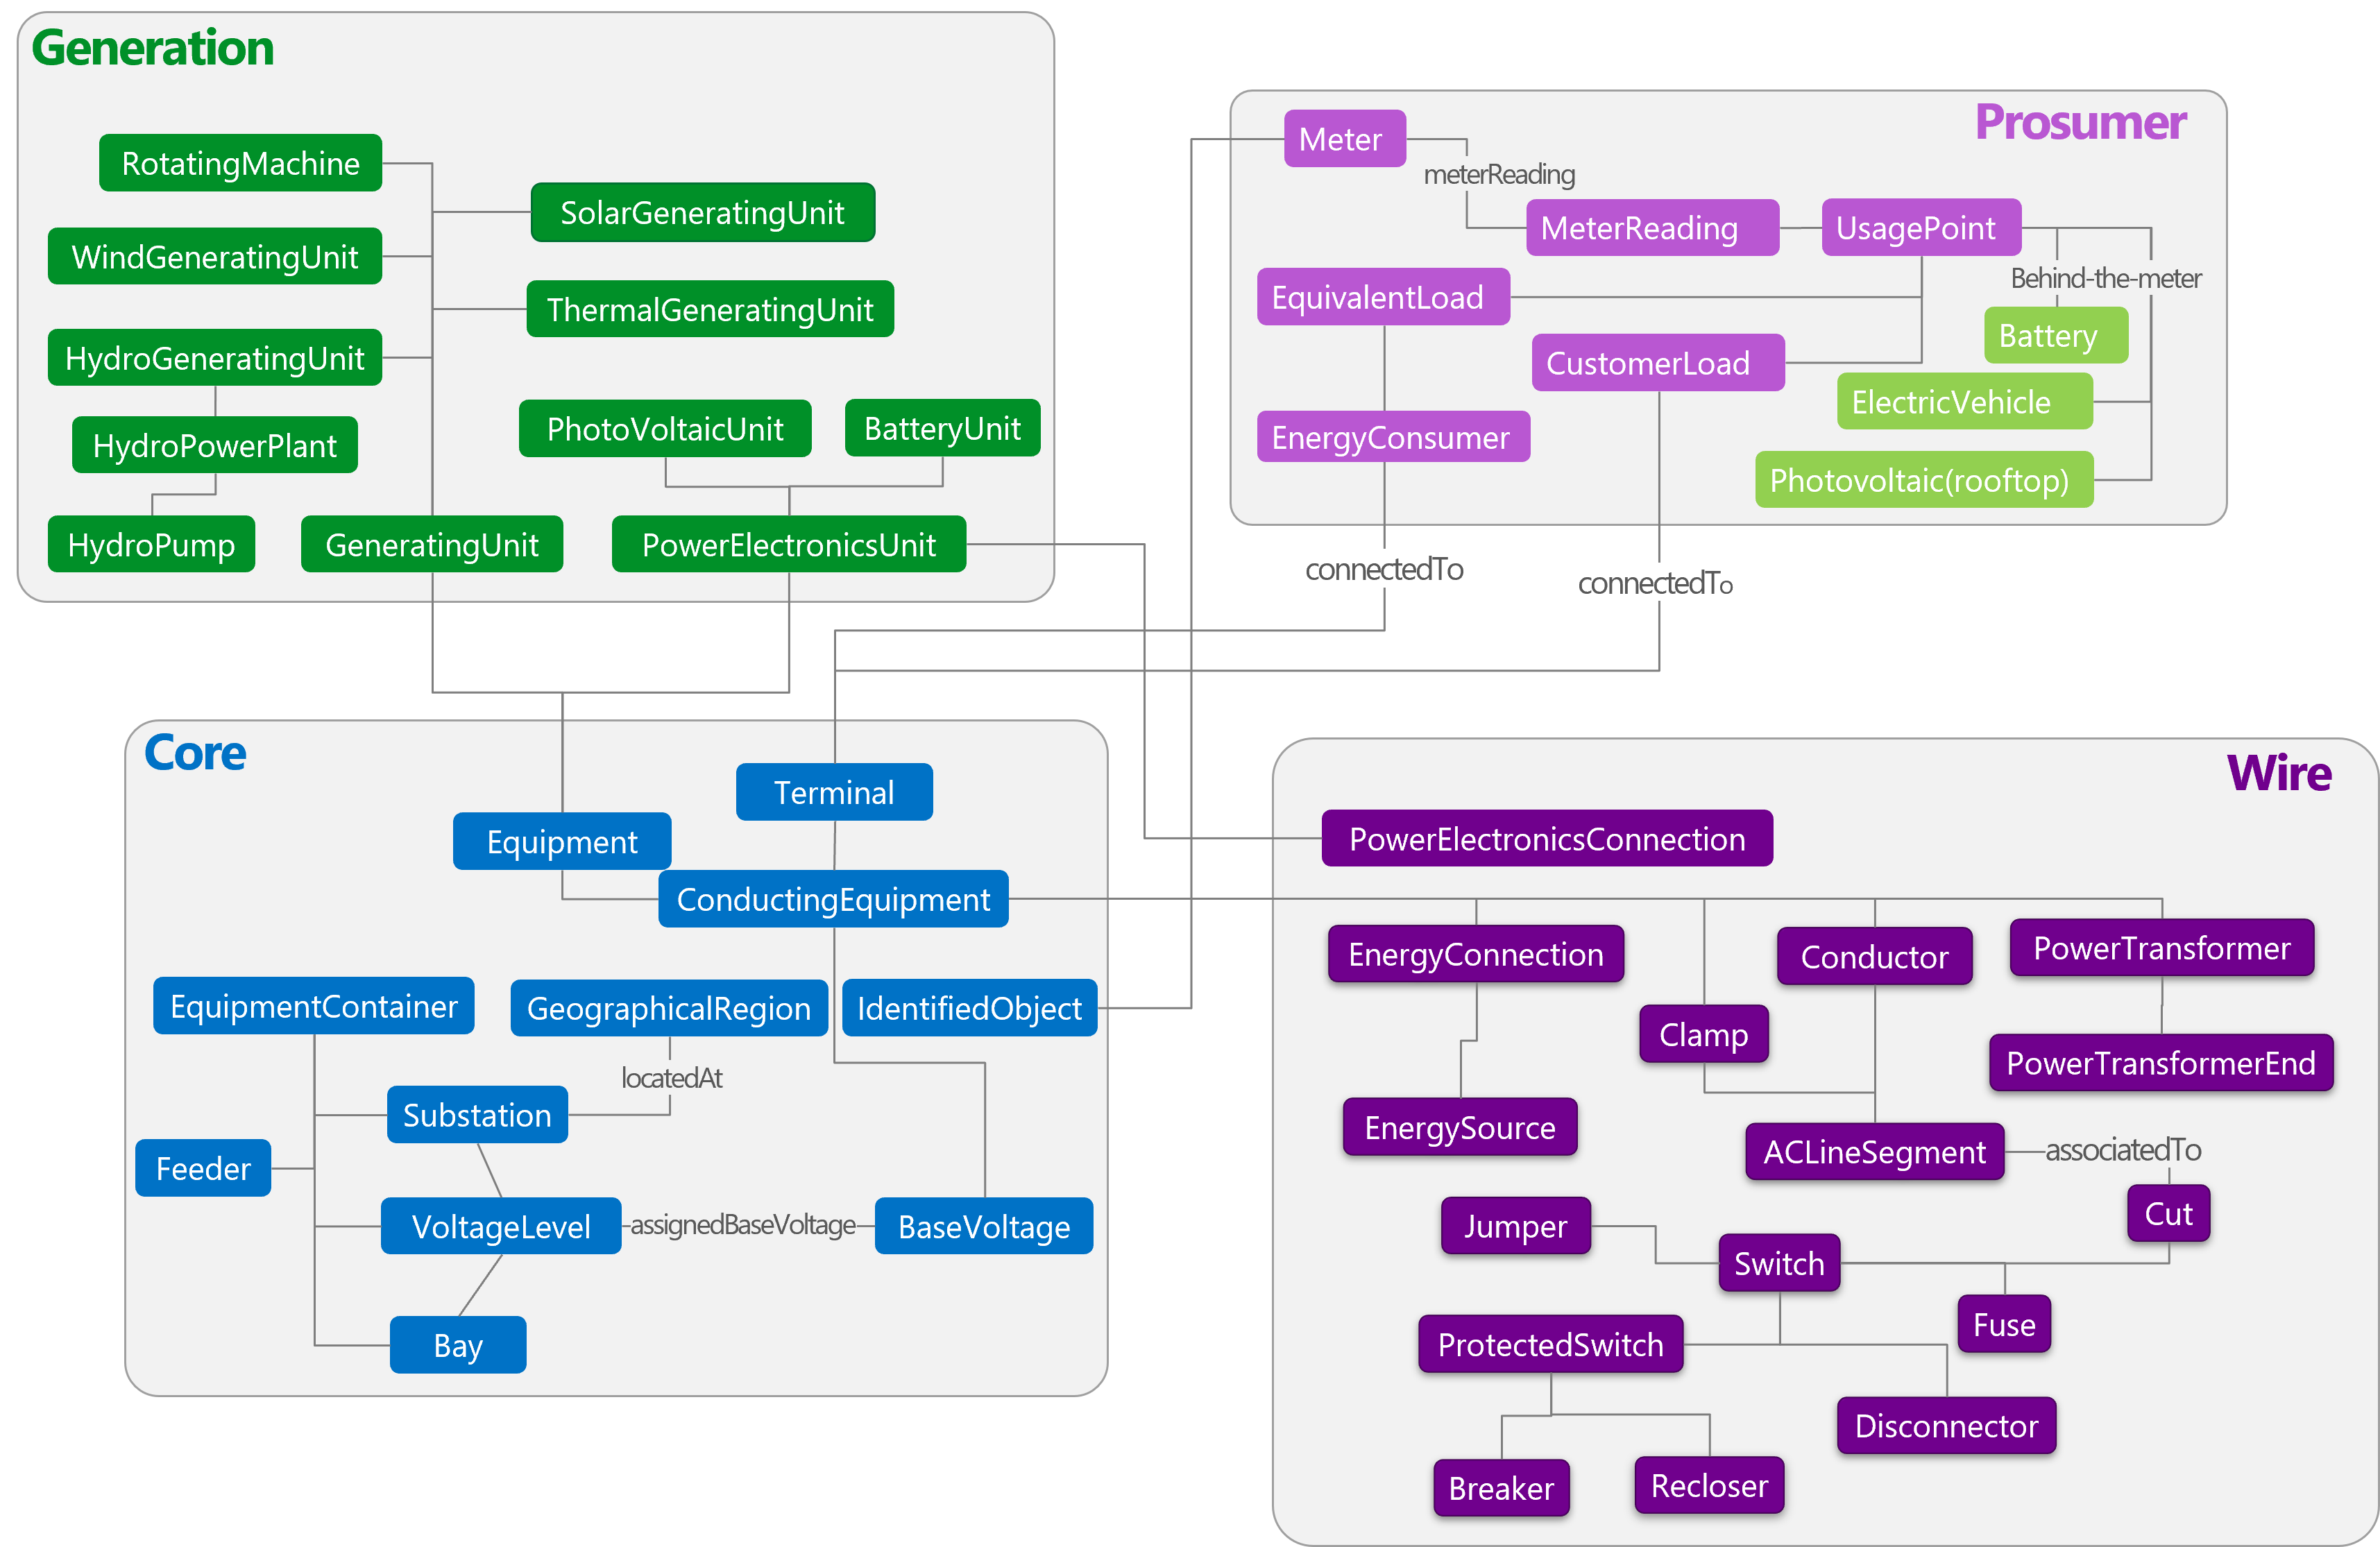 Generation
RotatingMachine
SolarGeneratingUnit
WindGeneratingUnit
ThermalGeneratingUnit
HydroGeneratingUnit
PhotoVoltaicUnit
BatteryUnit
HydroPowerPlant
HydroPump
GeneratingUnit
PowerElectronicsUnit
Prosumer
Meter
meterReading
MeterReading
UsagePoint
Behind-the-meter
EquivalentLoad
Battery
CustomerLoad
ElectricVehicle
EnergyConsumer
Photovoltaic(rooftop)
connectedTo
connectedTo
Core
Terminal
Equipment
ConductingEquipment
EquipmentContainer
GeographicalRegion
IdentifiedObject
locatedAt
Substation
Feeder
VoltageLevel
assignedBaseVoltage
BaseVoltage
Bay
Wire
PowerElectronicsConnection
EnergyConnection
Conductor
PowerTransformer
Clamp
PowerTransformerEnd
EnergySource
ACLineSegment
associatedTo
Cut
Jumper
Switch
Fuse
ProtectedSwitch
Disconnector
Breaker
Recloser